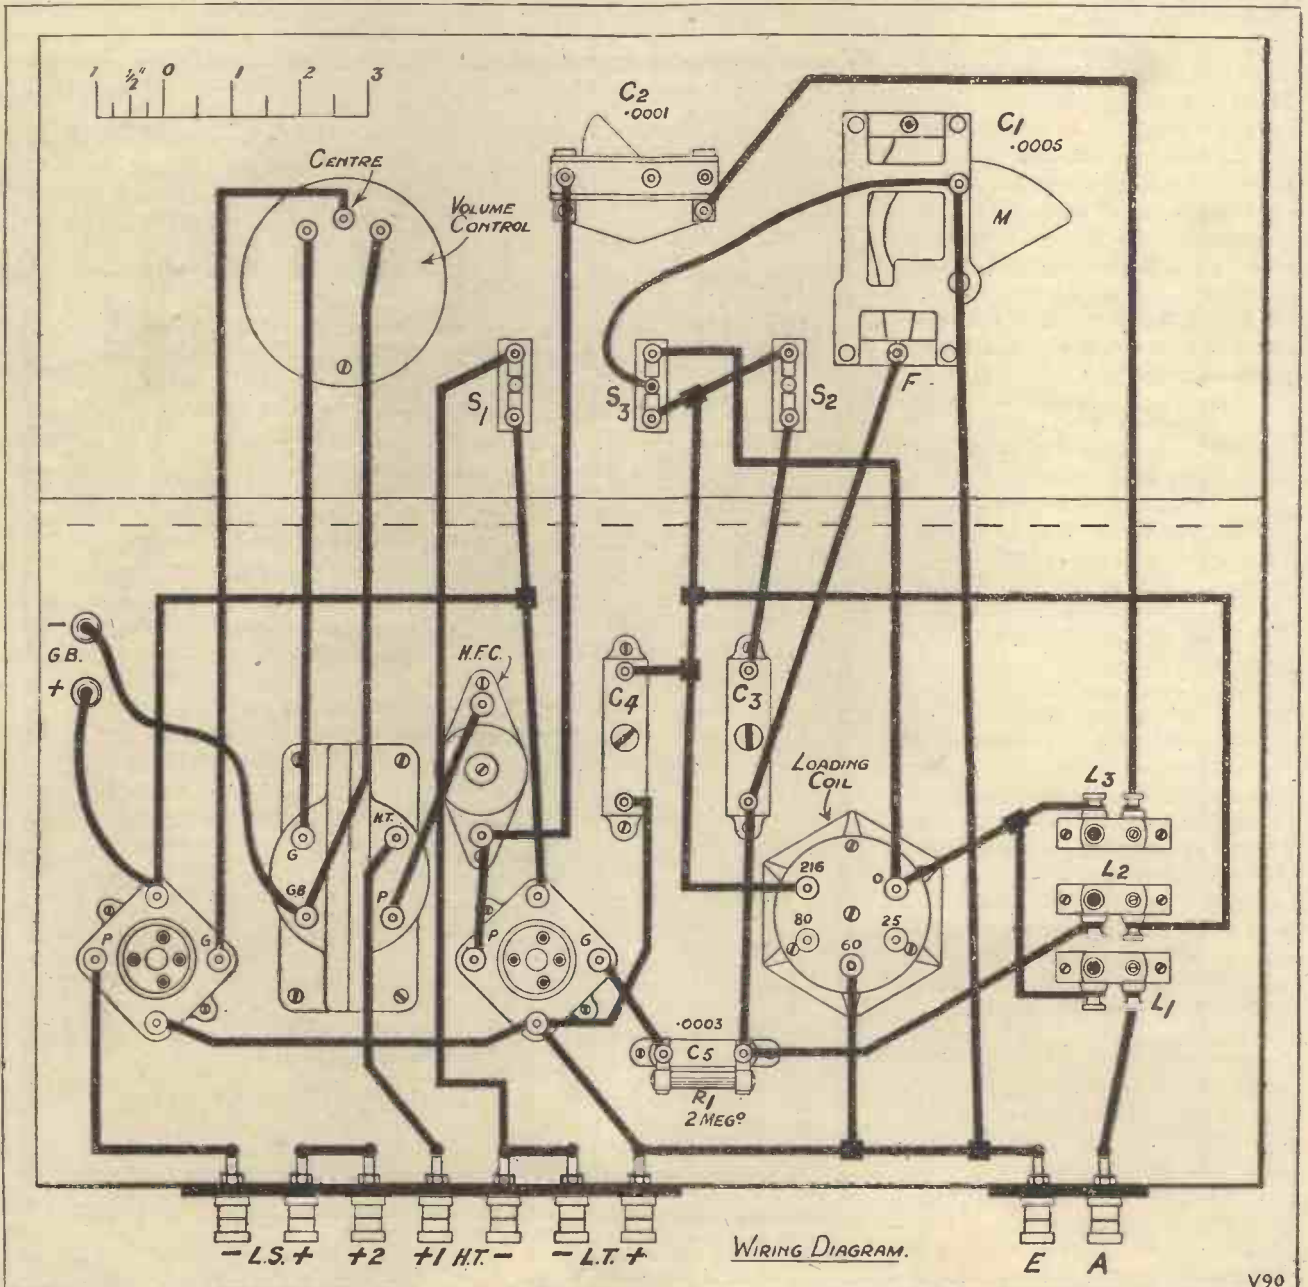 1 ½" 0 1 2 3
C2
.0001
C1
.0005
CENTRE
VOLUME
CONTROL
M
S1
S3
S2
F
-
G.B.
+
H.F.C.
C4
C3
LOADING
COIL
L3
G
H.T.
216
0
L2
GB
P
80
25
60
P
G
P
G
L1
.0003
C5
R1
2 MEGO
- L.S. + +2 +1 H.T. - - L.T. +
WIRING DIAGRAM.
E A
V90